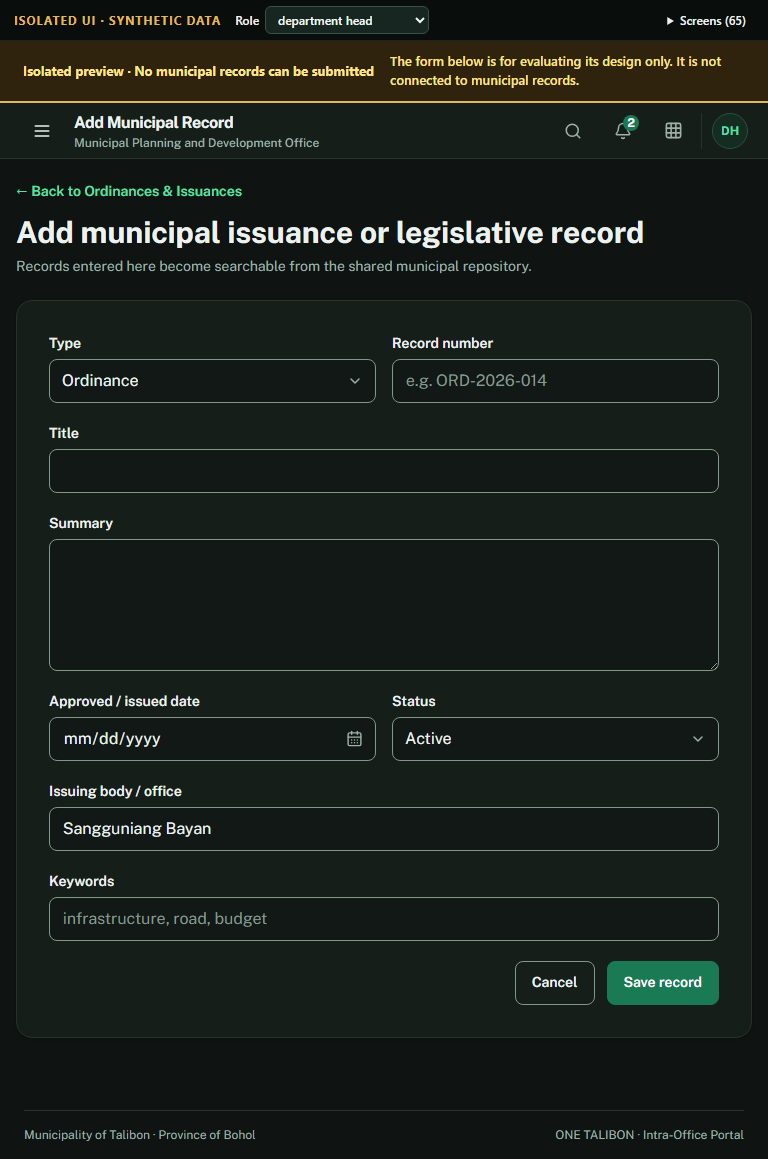 ISOLATED UI · SYNTHETIC DATA Role department head ▶ Screens (65)
Isolated preview · No municipal records can be submitted
The form below is for evaluating its design only. It is not
connected to municipal records.
Add Municipal Record
Municipal Planning and Development Office
2
DH
← Back to Ordinances & Issuances
Add municipal issuance or legislative record
Records entered here become searchable from the shared municipal repository.
Type
Ordinance
Record number
e.g. ORD-2026-014
Title
Summary
Approved / issued date
mm/dd/yyyy
Status
Active
Issuing body / office
Sangguniang Bayan
Keywords
infrastructure, road, budget
Cancel
Save record
Municipality of Talibon · Province of Bohol
ONE TALIBON · Intra-Office Portal